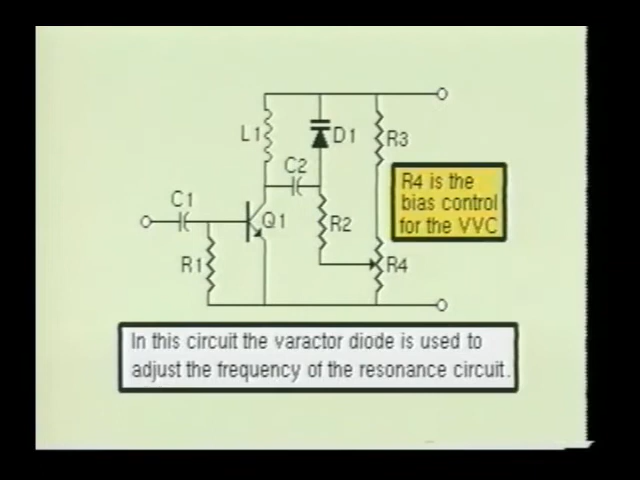 L1
D1
R3
C2
R4 is the
bias control
for the VVC
C1
Q1
R2
R1
R4
In this circuit the varactor diode is used to
adjust the frequency of the resonance circuit.